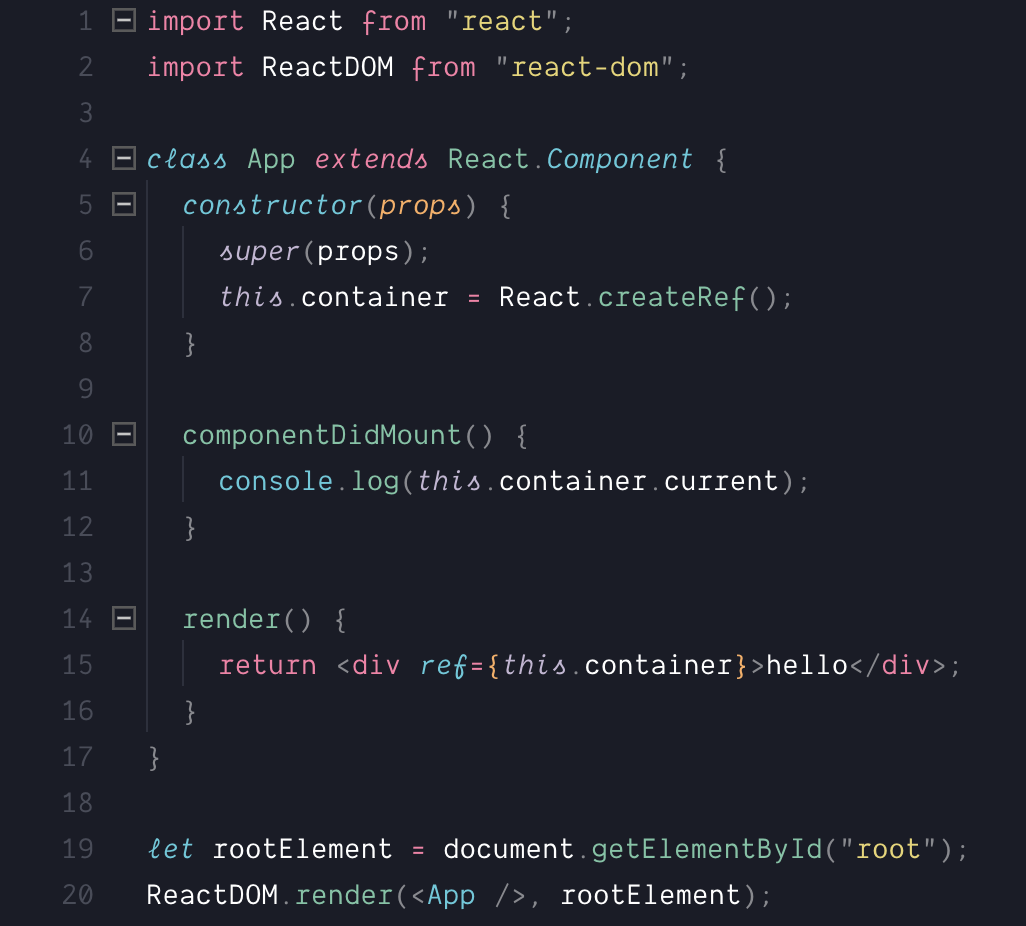 1 import React from "react";
2 import ReactDOM from "react-dom";
3
4 class App extends React.Component {
5   constructor(props) {
6     super(props);
7     this.container = React.createRef();
8   }
9
10   componentDidMount() {
11     console.log(this.container.current);
12   }
13
14   render() {
15     return <div ref={this.container}>hello</div>;
16   }
17 }
18
19 let rootElement = document.getElementById("root");
20 ReactDOM.render(<App />, rootElement);